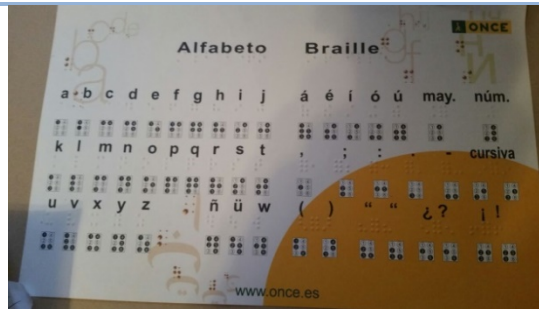 ONCE
Alfabeto Braille
a b c d e f g h i j á é í ó ú may. núm.
k l m n o p q r s t , ; : . - cursiva
u v x y z ñ ü w ( ) “ “ ¿ ? ¡ !
www.once.es